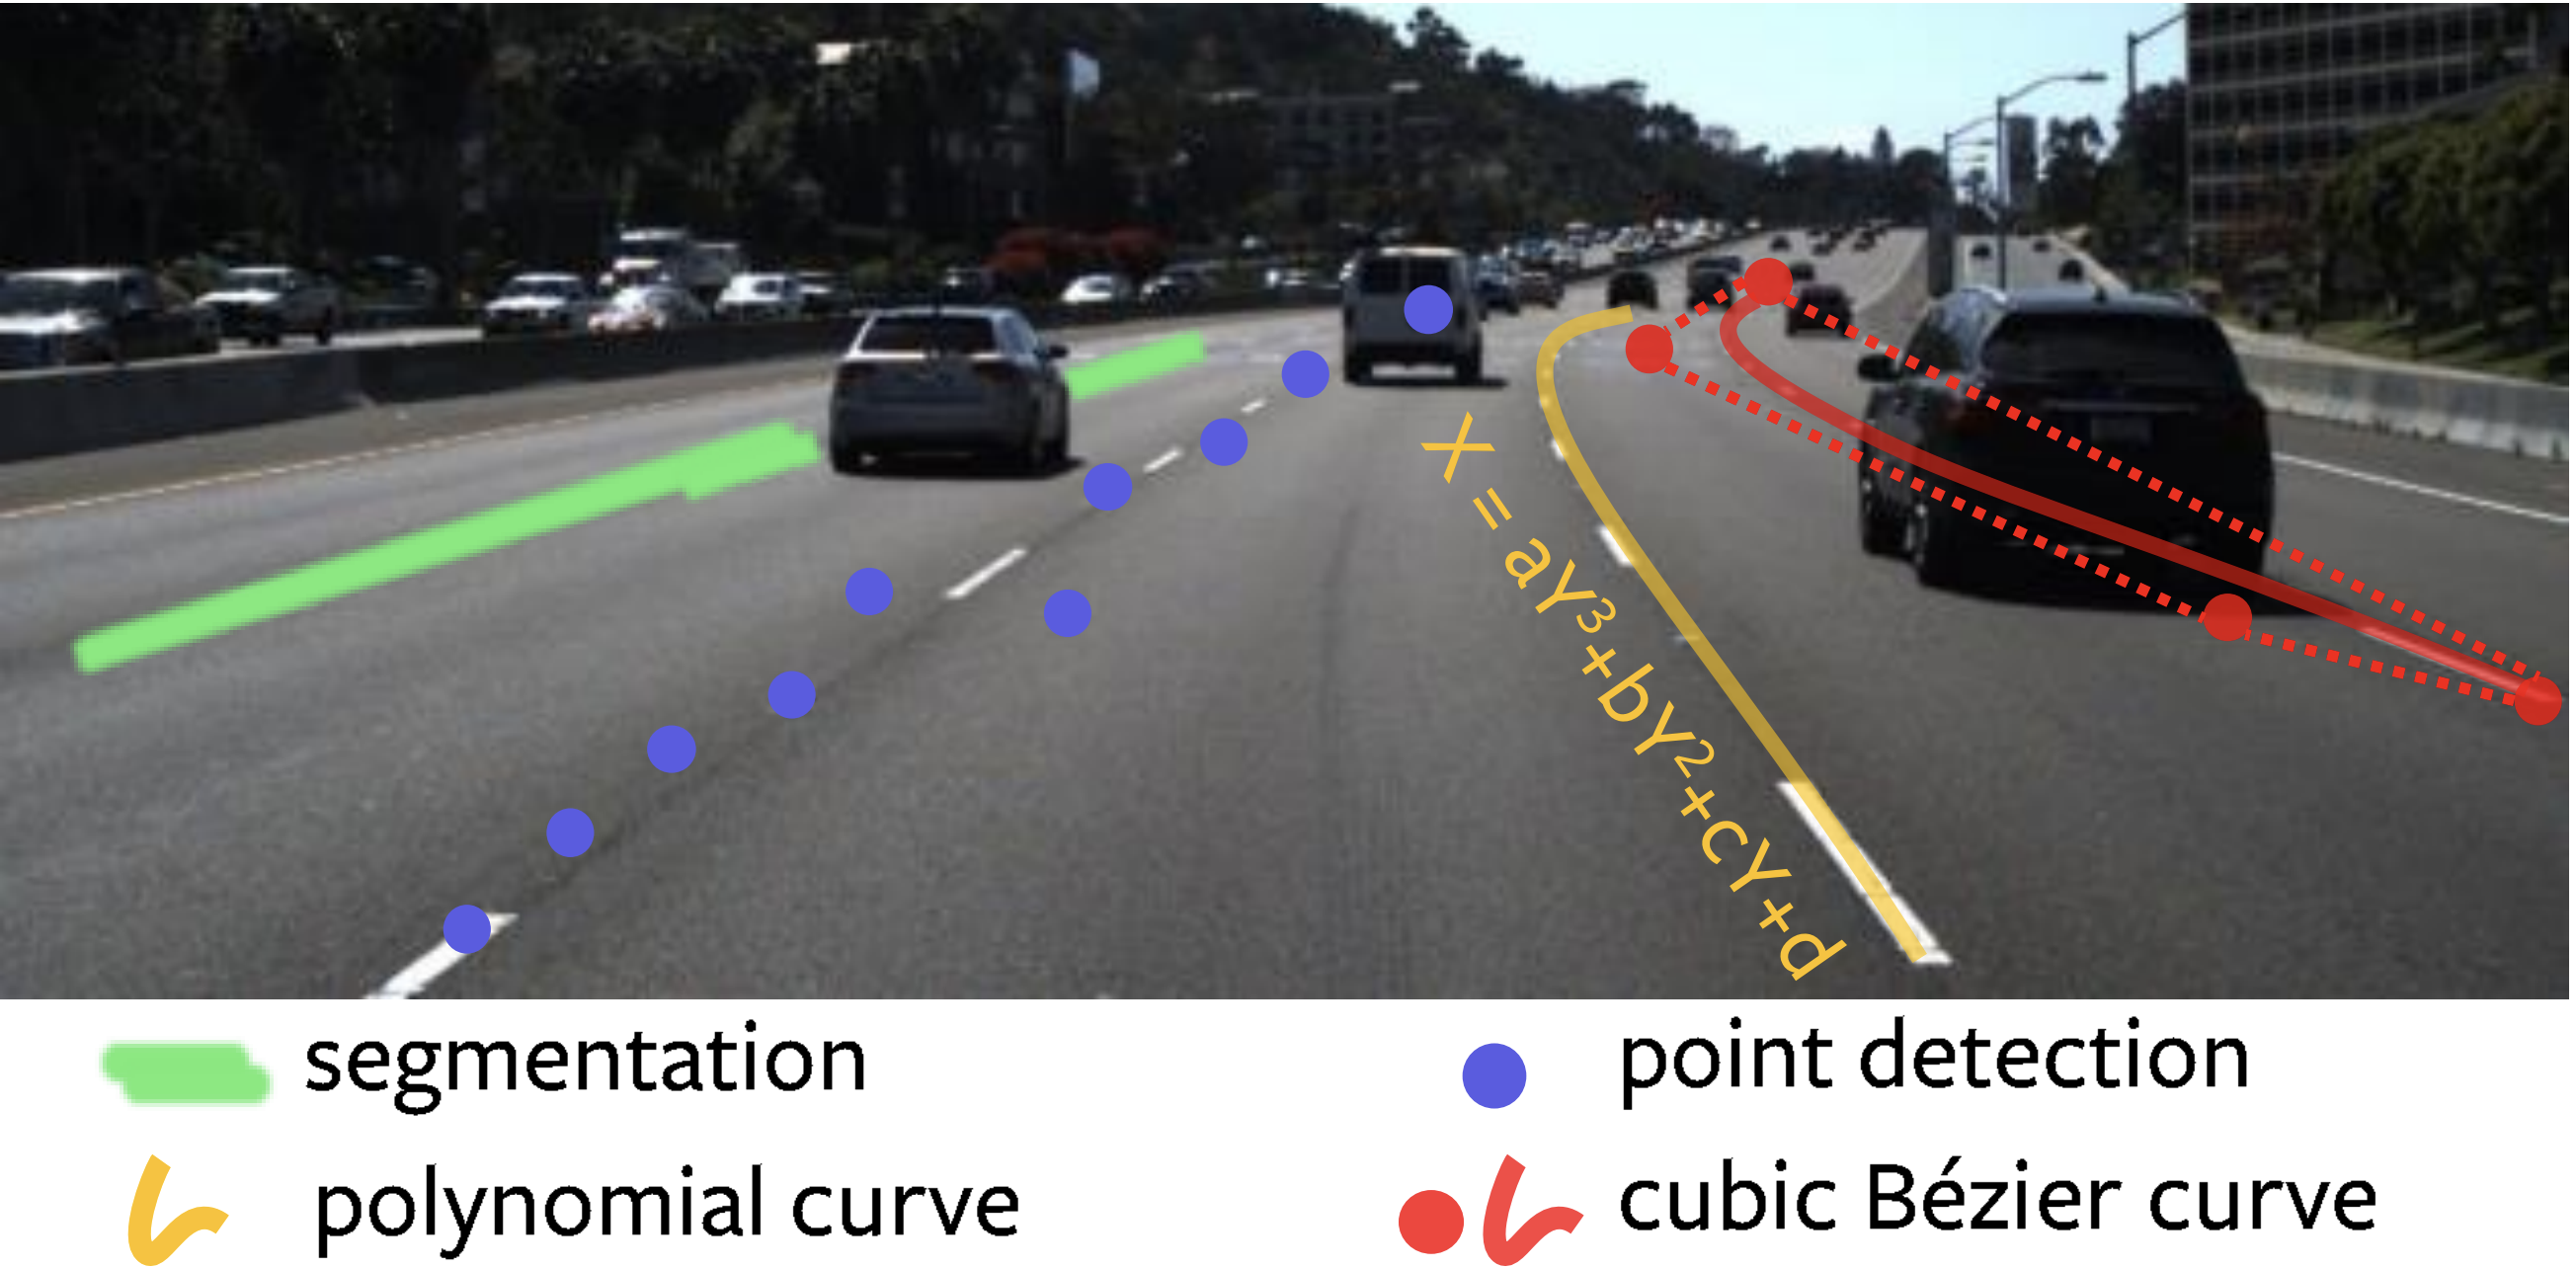 X = aY³+bY²+cY+d
segmentation
point detection
polynomial curve
cubic Bézier curve